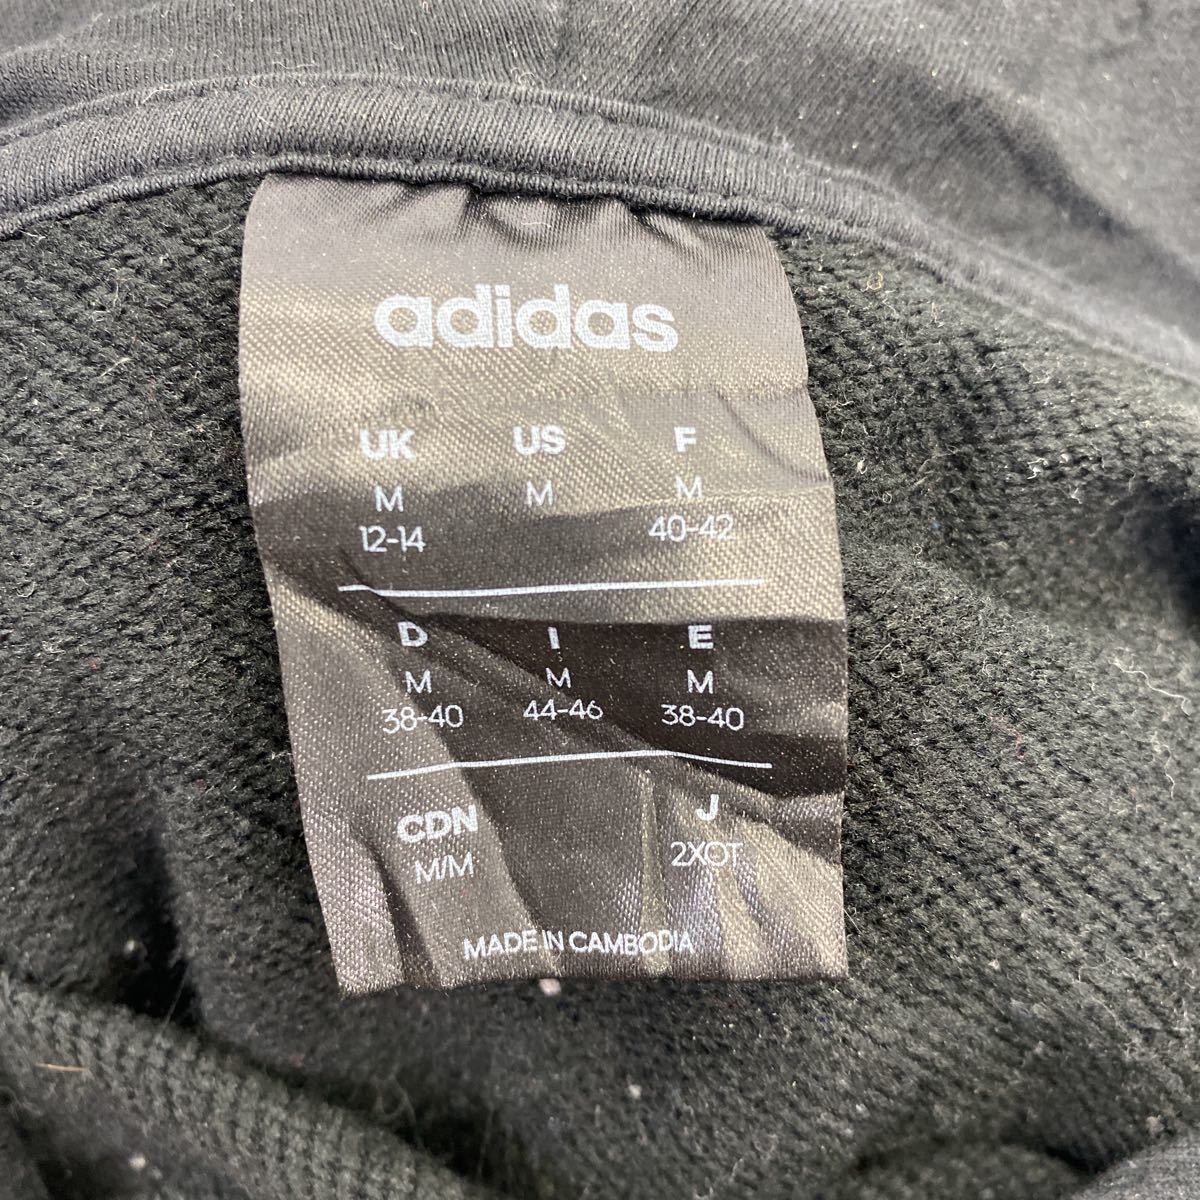 adidas
UK US F
M M M
12-14 40-42
D I E
M M M
38-40 44-46 38-40
CDN J
M/M 2XOT
MADE IN CAMBODIA